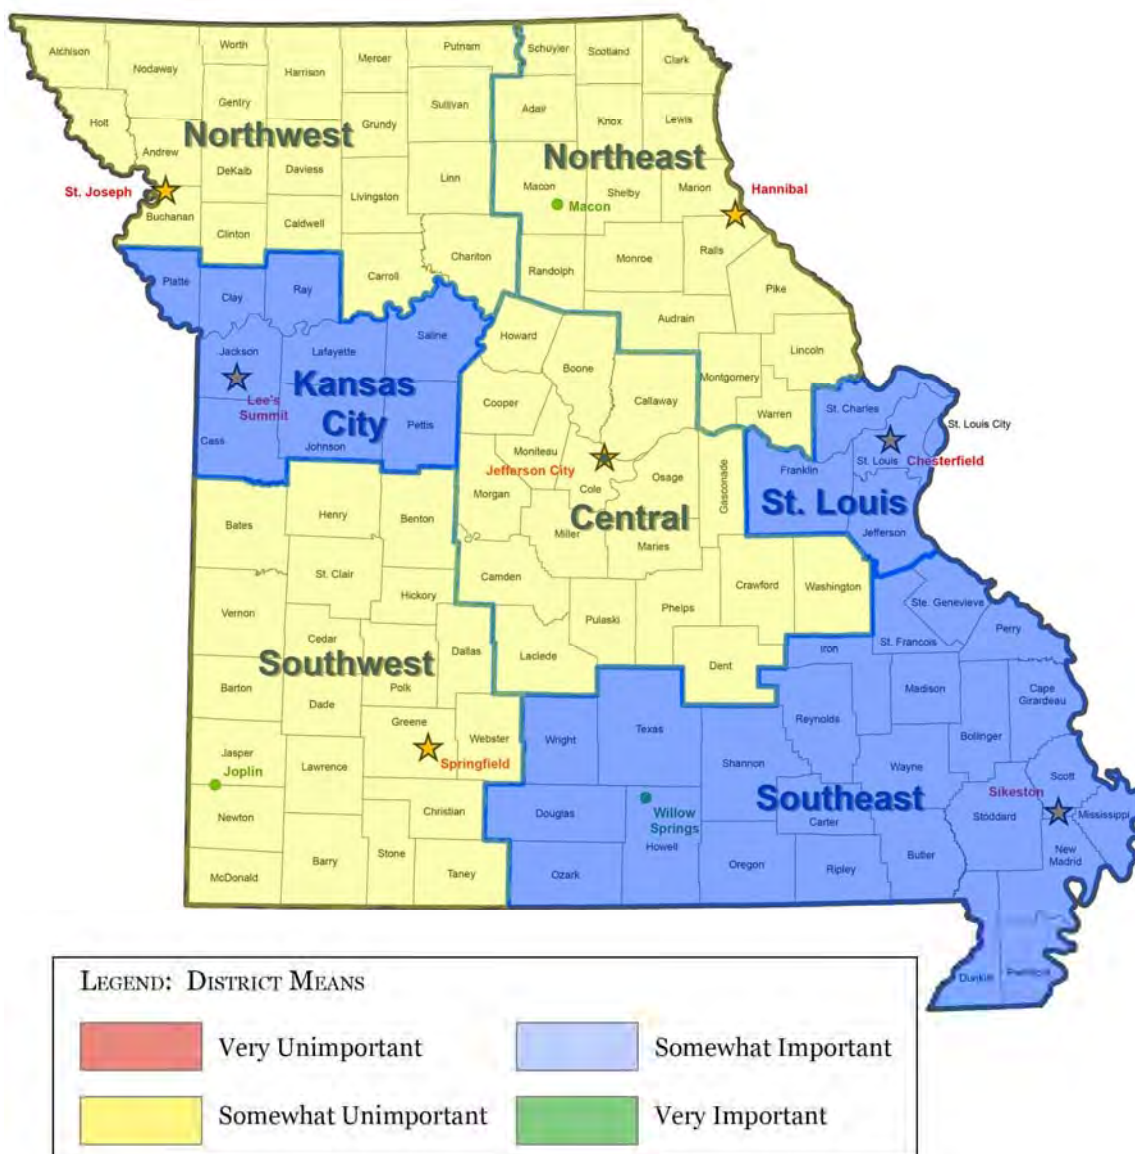 Atchison
Nodaway
Worth
Harrison
Mercer
Putnam
Schuyler
Scotland
Clark
Gentry
Sullivan
Adair
Knox
Lewis
Holt
Andrew
Northwest
Grundy
Northeast
St. Joseph
DeKalb
Daviess
Linn
Macon
Shelby
Marion
Hannibal
Buchanan
Clinton
Caldwell
Livingston
Macon
Carroll
Chariton
Randolph
Monroe
Ralls
Pike
Platte
Clay
Ray
Saline
Howard
Audrain
Lincoln
Jackson
Lafayette
Boone
Montgomery
Kansas
City
Lee's
Summit
Cooper
Callaway
Warren
St. Charles
St. Louis City
Cass
Johnson
Pettis
Moniteau
Jefferson City
Franklin
St. Louis
Chesterfield
Morgan
Cole
Osage
Gasconade
St. Louis
Central
Bates
Henry
Benton
Miller
Maries
Jefferson
St. Clair
Camden
Crawford
Washington
Hickory
Pulaski
Phelps
Ste. Genevieve
Vernon
Cedar
Perry
St. Francois
Iron
Southwest
Dallas
Laclede
Dent
Barton
Polk
Madison
Cape
Girardeau
Dade
Greene
Webster
Wright
Texas
Reynolds
Bollinger
Jasper
Joplin
Lawrence
Springfield
Shannon
Wayne
Scott
Southeast
Sikeston
Newton
Christian
Douglas
Willow
Springs
Howell
Carter
Stoddard
Mississippi
Barry
Stone
Taney
McDonald
Ozark
Oregon
Ripley
Butler
New
Madrid
Dunklin
Pemiscot
LEGEND: DISTRICT MEANS
Very Unimportant
Somewhat Important
Somewhat Unimportant
Very Important